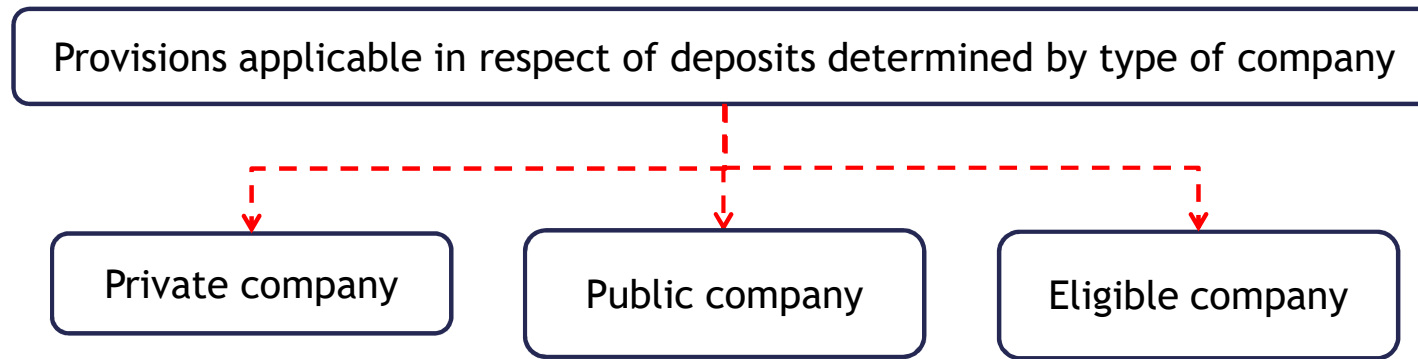 Provisions applicable in respect of deposits determined by type of company
Private company
Public company
Eligible company